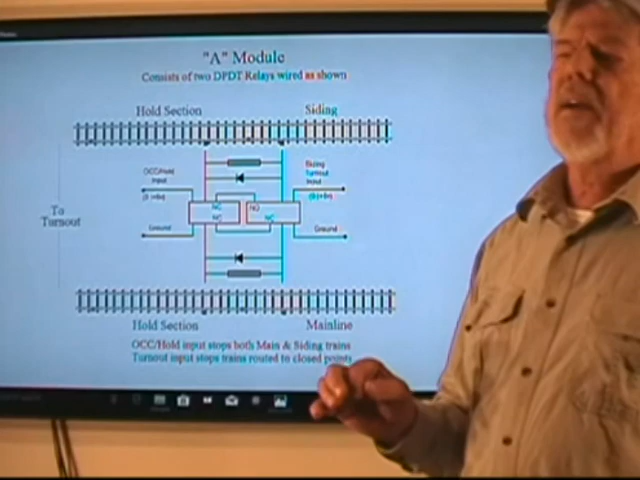 "A" Module
Consists of two DPDT Relays wired as shown
Hold Section
Siding
OCC/Hold
Input
Siding
Turnout
Input
To
Turnout
NC
NO
NC
NC
Ground
Ground
Hold Section
Mainline
OCC/Hold input stops both Main & Siding trains
Turnout input stops trains routed to closed points